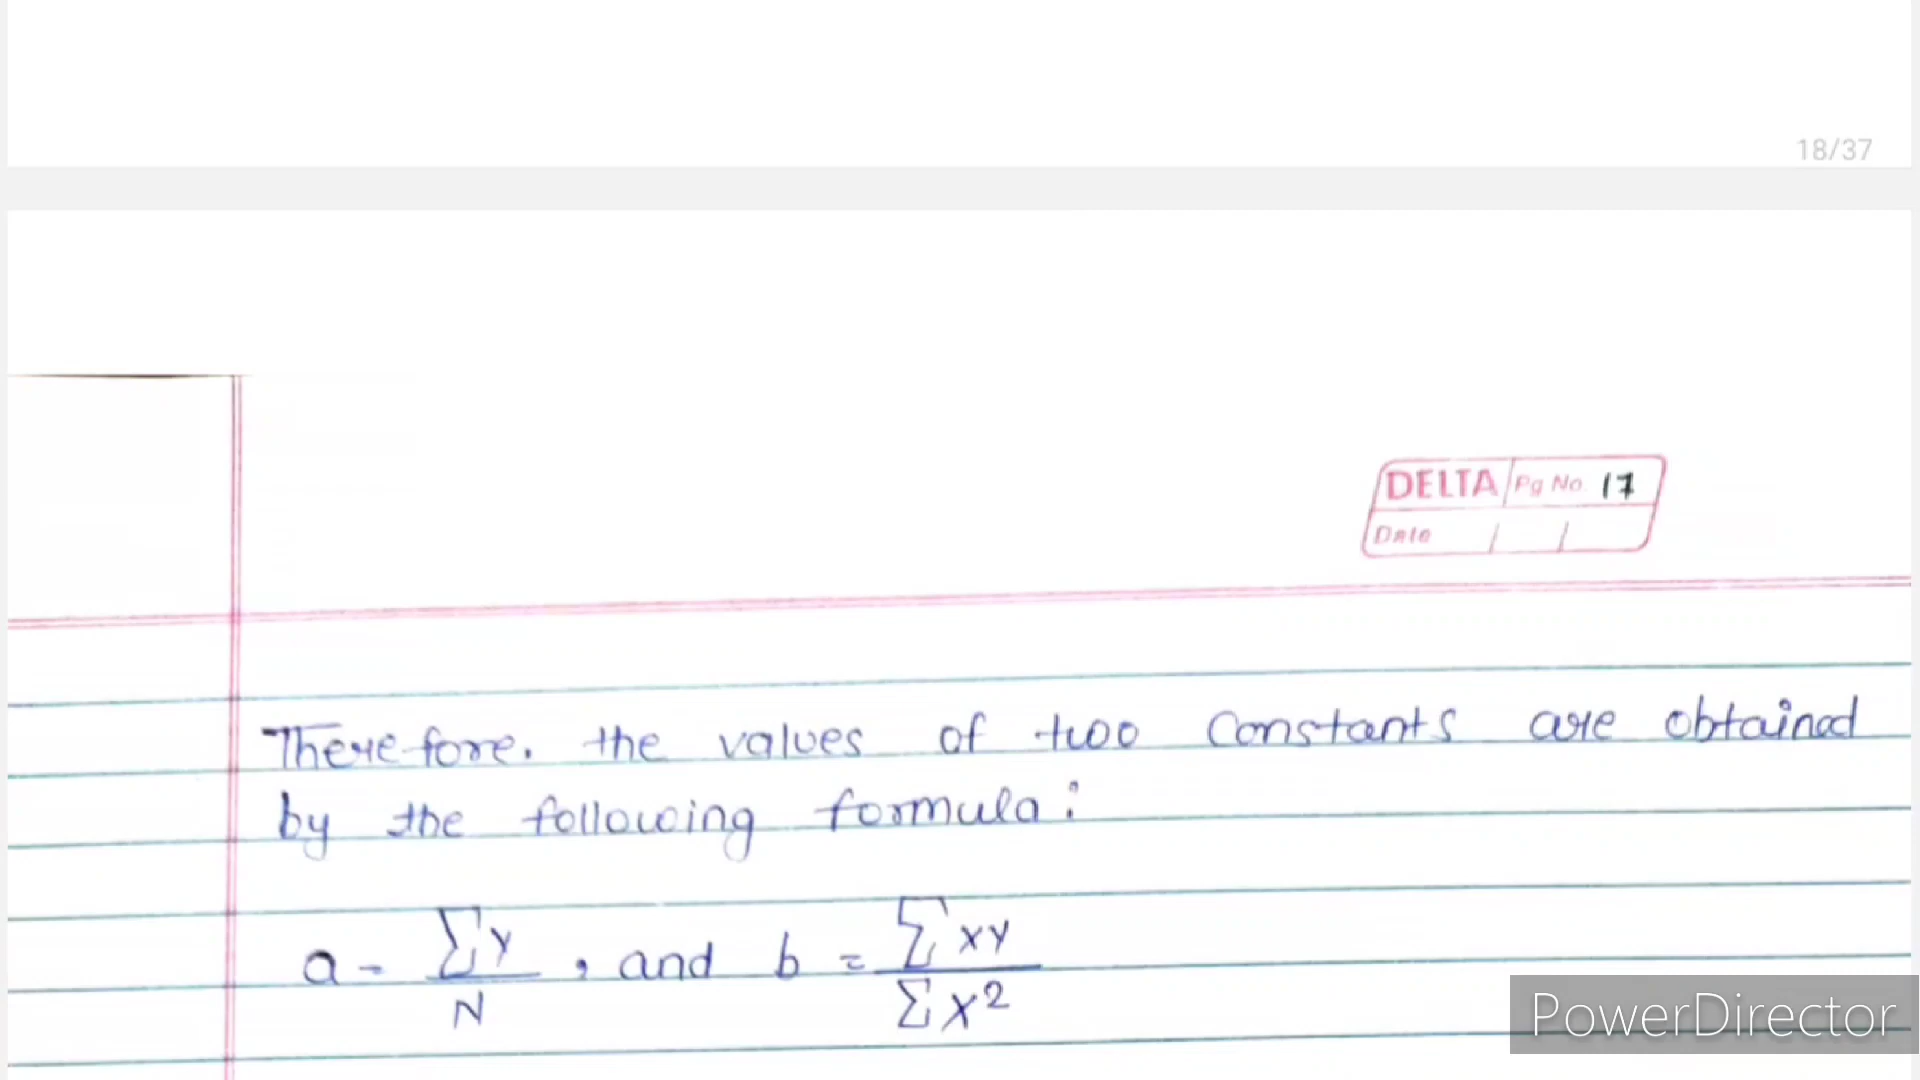 18/37
DELTA Pg No. 17
Date / /
Therefore. the values of two Constants are obtained
by the following formula:
a = ΣY/N , and b = ΣXY/ΣX²
PowerDirector